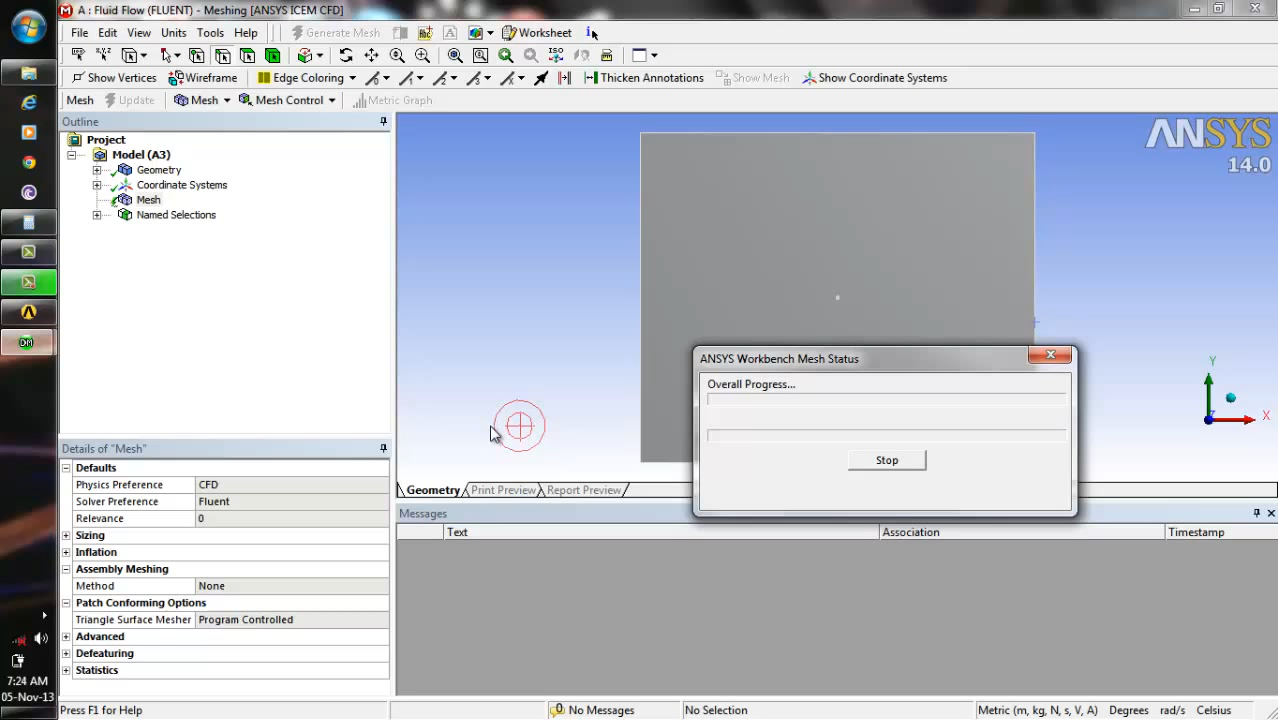 A : Fluid Flow (FLUENT) - Meshing [ANSYS ICEM CFD]
File Edit View Units Tools Help Generate Mesh A Worksheet i
ISO
Show Vertices Wireframe Edge Coloring Thicken Annotations Show Mesh Show Coordinate Systems
Mesh Update Mesh Mesh Control Metric Graph
Outline
Project
Model (A3)
Geometry
Coordinate Systems
Mesh
Named Selections
ANSYS
14.0
Y
X
Z
ANSYS Workbench Mesh Status
Overall Progress...
Stop
Geometry Print Preview Report Preview
Details of "Mesh"
Defaults
Physics Preference CFD
Solver Preference Fluent
Relevance 0
Sizing
Inflation
Assembly Meshing
Method None
Patch Conforming Options
Triangle Surface Mesher Program Controlled
Advanced
Defeaturing
Statistics
Messages
Text Association Timestamp
DM
7:24 AM
05-Nov-13
Press F1 for Help 0 No Messages No Selection Metric (m, kg, N, s, V, A) Degrees rad/s Celsius